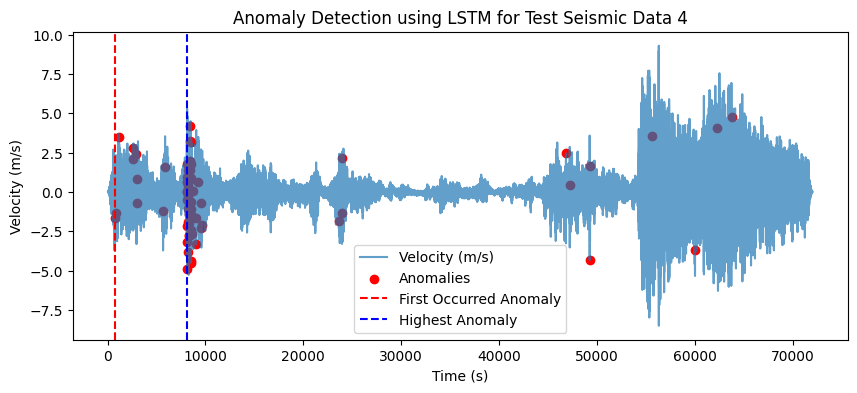 Anomaly Detection using LSTM for Test Seismic Data 4
Velocity (m/s)
10.0
7.5
5.0
2.5
0.0
−2.5
−5.0
−7.5
Velocity (m/s)
Anomalies
First Occurred Anomaly
Highest Anomaly
0 10000 20000 30000 40000 50000 60000 70000
Time (s)